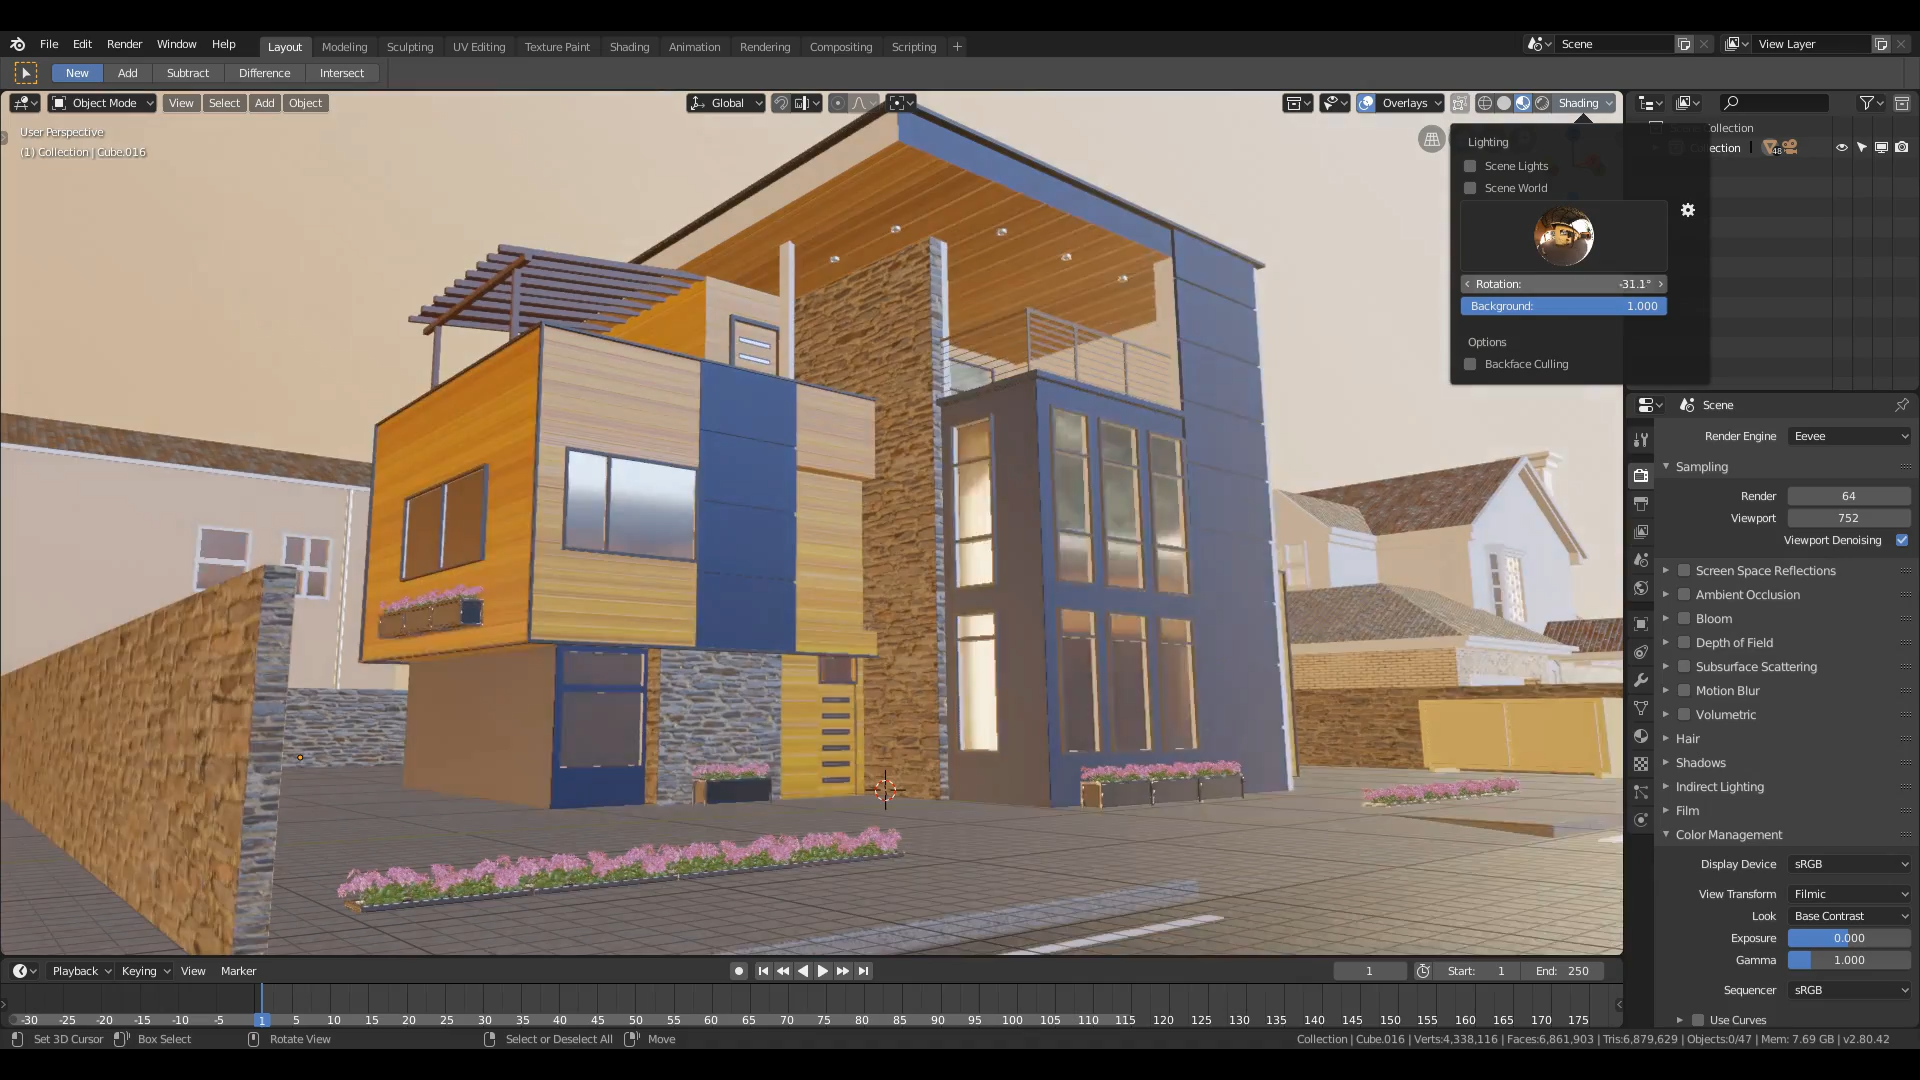 File Edit Render Window Help Layout Modeling Sculpting UV Editing Texture Paint Shading Animation Rendering Compositing Scripting + Scene View Layer
New Add Subtract Difference Intersect
Object Mode View Select Add Object Global Overlays Shading
User Perspective
(1) Collection | Cube.016
Lighting
Scene Lights
Scene World
Rotation: -31.1°
Background: 1.000
Options
Backface Culling
Collection
48
Scene
Render Engine Eevee
Sampling
Render 64
Viewport 752
Viewport Denoising
Screen Space Reflections
Ambient Occlusion
Bloom
Depth of Field
Subsurface Scattering
Motion Blur
Volumetric
Hair
Shadows
Indirect Lighting
Film
Color Management
Display Device sRGB
View Transform Filmic
Look Base Contrast
Exposure 0.000
Gamma 1.000
Sequencer sRGB
Use Curves
Playback Keying View Marker 1 Start: 1 End: 250
-30 -25 -20 -15 -10 -5 1 5 10 15 20 25 30 35 40 45 50 55 60 65 70 75 80 85 90 95 100 105 110 115 120 125 130 135 140 145 150 155 160 165 170 175
Set 3D Cursor Box Select Rotate View Select or Deselect All Move Collection | Cube.016 | Verts:4,338,116 | Faces:6,861,903 | Tris:6,879,629 | Objects:0/47 | Mem: 7.69 GB | v2.80.42